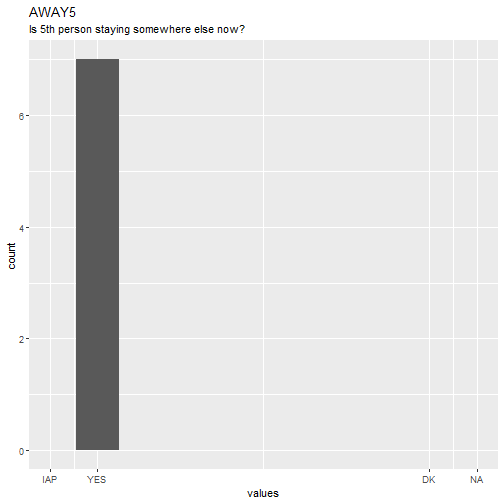 AWAY5
Is 5th person staying somewhere else now?
count
6
4
2
0
IAP YES DK NA
values